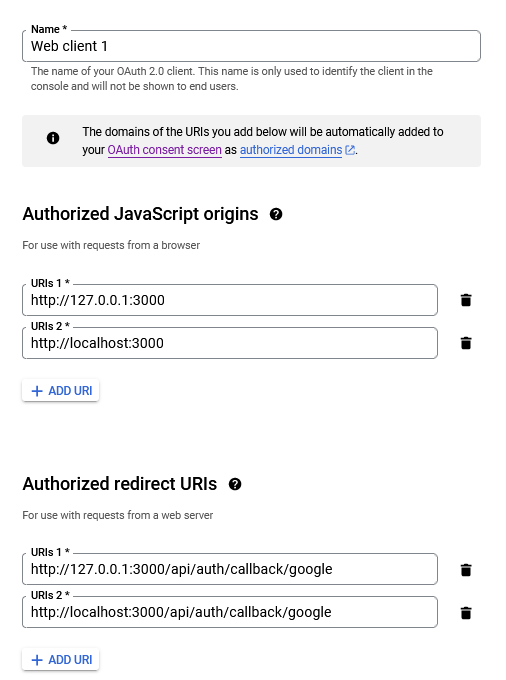 Name *
Web client 1
The name of your OAuth 2.0 client. This name is only used to identify the client in the
console and will not be shown to end users.
The domains of the URIs you add below will be automatically added to
your OAuth consent screen as authorized domains.
Authorized JavaScript origins
For use with requests from a browser
URIs 1 *
http://127.0.0.1:3000
URIs 2 *
http://localhost:3000
+ ADD URI
Authorized redirect URIs
For use with requests from a web server
URIs 1 *
http://127.0.0.1:3000/api/auth/callback/google
URIs 2 *
http://localhost:3000/api/auth/callback/google
+ ADD URI